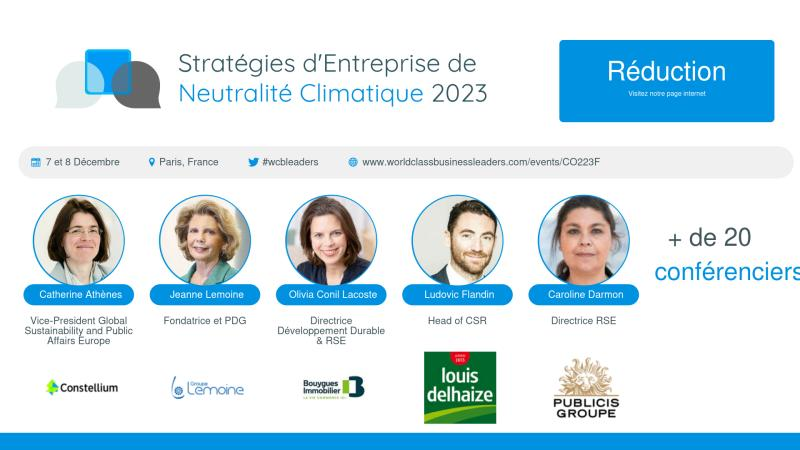 Stratégies d'Entreprise de
Neutralité Climatique 2023
Réduction
Visitez notre page internet
7 et 8 Décembre
Paris, France
#wcbleaders
www.worldclassbusinessleaders.com/events/CO223F
Catherine Athènes
Jeanne Lemoine
Olivia Conil Lacoste
Ludovic Flandin
Caroline Darmon
+ de 20
conférenciers
Vice-President Global
Sustainability and Public
Affairs Europe
Fondatrice et PDG
Directrice
Développement Durable
& RSE
Head of CSR
Directrice RSE
Constellium
Groupe
Lemoine
Bouygues
Immobilier
louis
delhaize
PUBLICIS
GROUPE